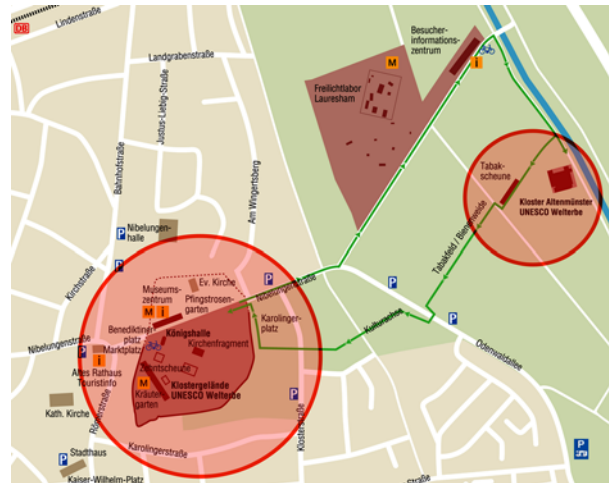 DB
Lindenstraße
Landgrabenstraße
Justus-Liebig-Straße
Bahnhofstraße
Am Wingertsberg
Besucher-
informations-
zentrum
M
i
Freilichtlabor
Lauresham
Tabak-
scheune
Kloster Altenmünster
UNESCO Welterbe
Tabakfeld / Bienenweide
P
Nibelungen-
halle
P
Kirchstraße
Ev. Kirche
Museums-
zentrum
M i
Pfingstrosen-
garten
P
Nibelungenstraße
Karolinger-
platz
P
P
Kulturachse
Odenwaldallee
Benediktiner-
platz
Königshalle
Kirchenfragment
Nibelungenstraße
P
Marktplatz
i
Altes Rathaus
Touristinfo
Zehntscheune
Klostergelände
UNESCO Welterbe
M
Kräuter-
garten
Kath. Kirche
Römerstraße
Klosterstraße
P
Karolingerstraße
Stadthaus
P
Kaiser-Wilhelm-Platz
P